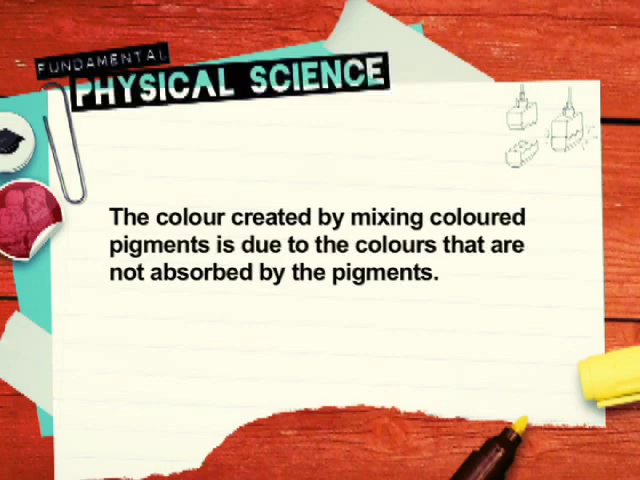 FUNDAMENTAL
PHYSICAL SCIENCE
The colour created by mixing coloured
pigments is due to the colours that are
not absorbed by the pigments.